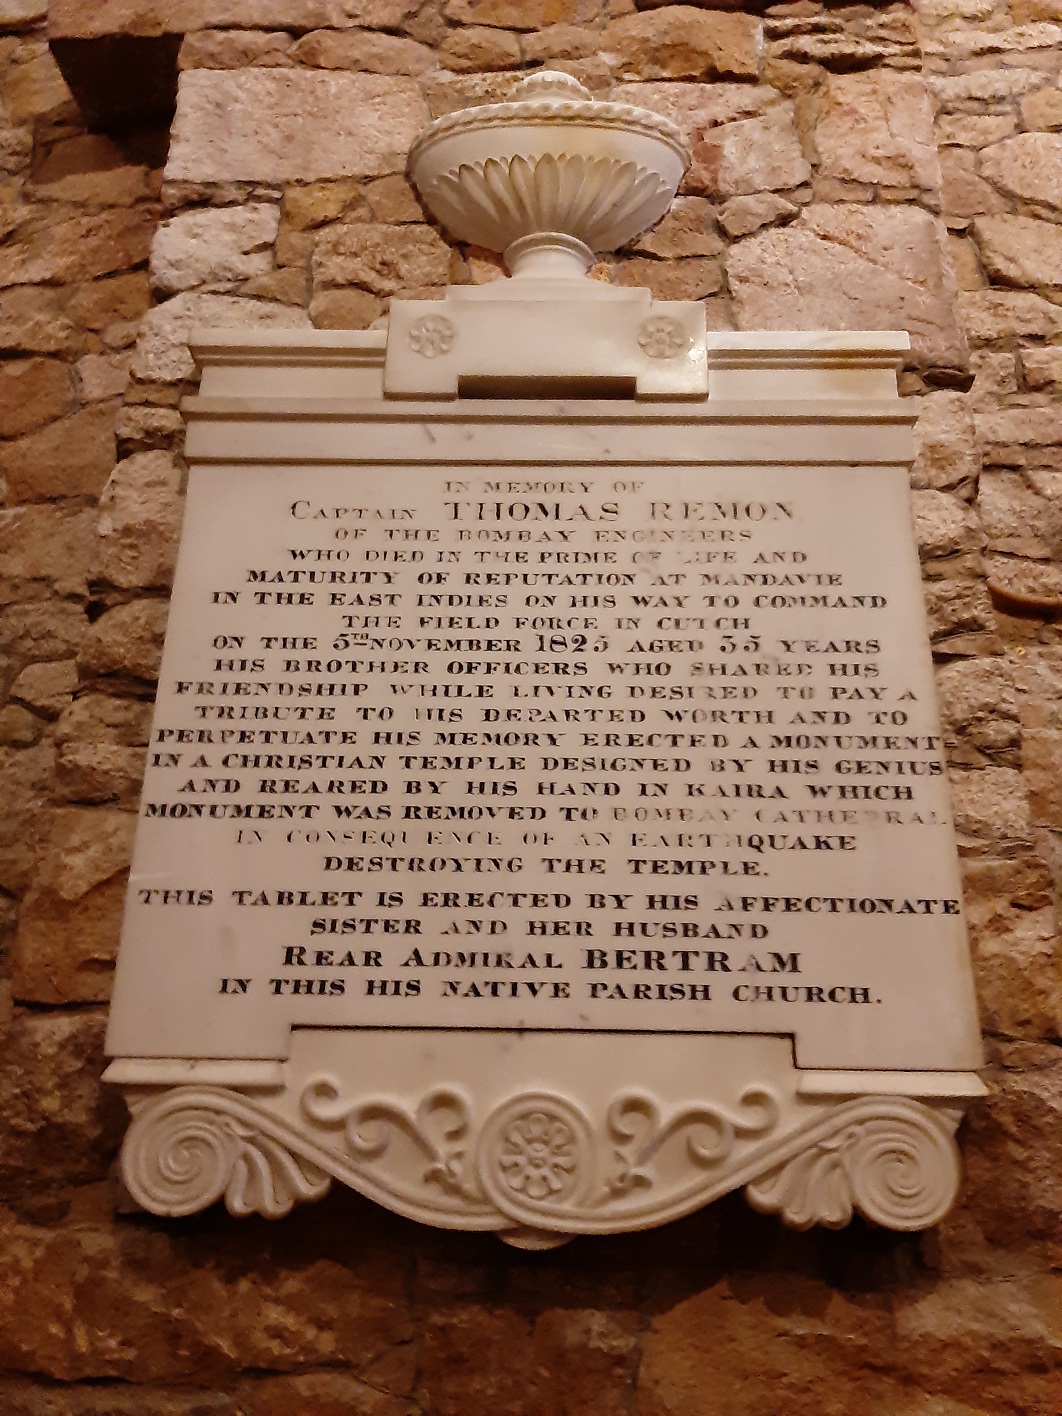 IN MEMORY OF
CAPTAIN THOMAS REMON
OF THE BOMBAY ENGINEERS
WHO DIED IN THE PRIME OF LIFE AND
MATURITY OF REPUTATION AT MANDAVIE
IN THE EAST INDIES ON HIS WAY TO COMMAND
THE FIELD FORCE IN CUTCH
ON THE 5TH NOVEMBER 1825 AGED 35 YEARS
HIS BROTHER OFFICERS WHO SHARED HIS
FRIENDSHIP WHILE LIVING DESIRED TO PAY A
TRIBUTE TO HIS DEPARTED WORTH AND TO
PERPETUATE HIS MEMORY ERECTED A MONUMENT
IN A CHRISTIAN TEMPLE DESIGNED BY HIS GENIUS
AND REARED BY HIS HAND IN KAIRA WHICH
MONUMENT WAS REMOVED TO BOMBAY CATHEDRAL
IN CONSEQUENCE OF AN EARTHQUAKE
DESTROYING THE TEMPLE.
THIS TABLET IS ERECTED BY HIS AFFECTIONATE
SISTER AND HER HUSBAND
REAR ADMIRAL BERTRAM
IN THIS HIS NATIVE PARISH CHURCH.